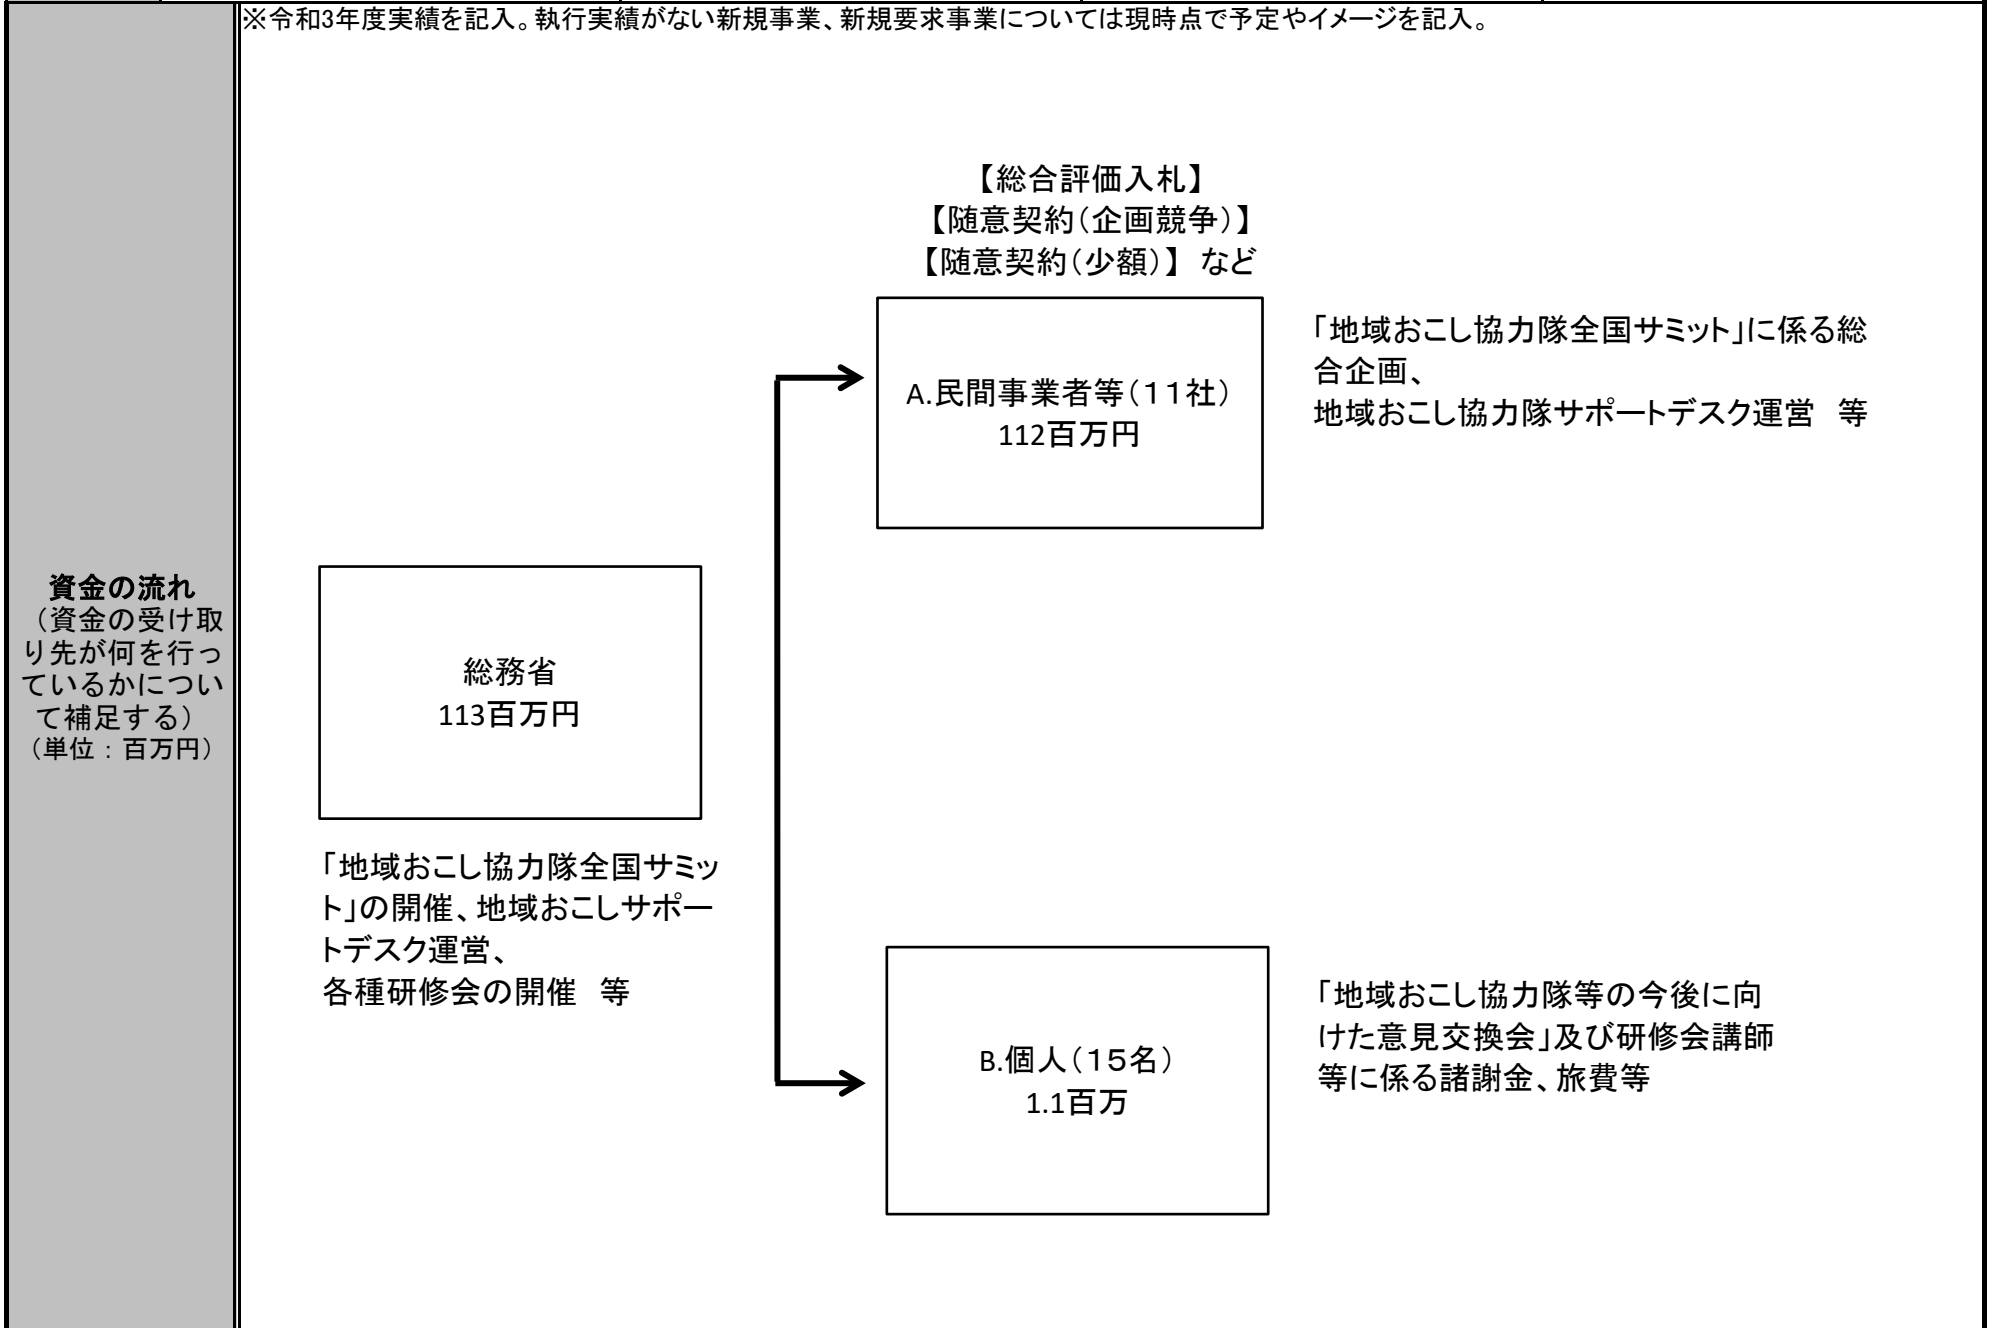 ※令和3年度実績を記入。執行実績がない新規事業、新規要求事業については現時点で予定やイメージを記入。
資金の流れ
（資金の受け取
り先が何を行っ
ているかについ
て補足する）
（単位：百万円）
総務省
113百万円
「地域おこし協力隊全国サミッ
ト」の開催、地域おこしサポー
トデスク運営、
各種研修会の開催　等
【総合評価入札】
【随意契約（企画競争）】
【随意契約（少額）】 など
A.民間事業者等（１１社）
112百万円
「地域おこし協力隊全国サミット」に係る総
合企画、
地域おこし協力隊サポートデスク運営　等
B.個人（１５名）
1.1百万
「地域おこし協力隊等の今後に向
けた意見交換会」及び研修会講師
等に係る諸謝金、旅費等